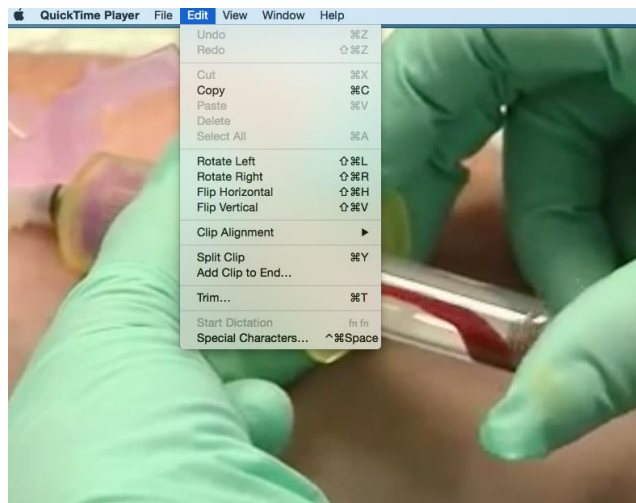 QuickTime Player File Edit View Window Help
Undo ⌘Z
Redo ⇧⌘Z
Cut ⌘X
Copy ⌘C
Paste ⌘V
Delete
Select All ⌘A
Rotate Left ⇧⌘L
Rotate Right ⇧⌘R
Flip Horizontal ⇧⌘H
Flip Vertical ⇧⌘V
Clip Alignment ▶
Split Clip ⌘Y
Add Clip to End...
Trim... ⌘T
Start Dictation fn fn
Special Characters... ^⌘Space